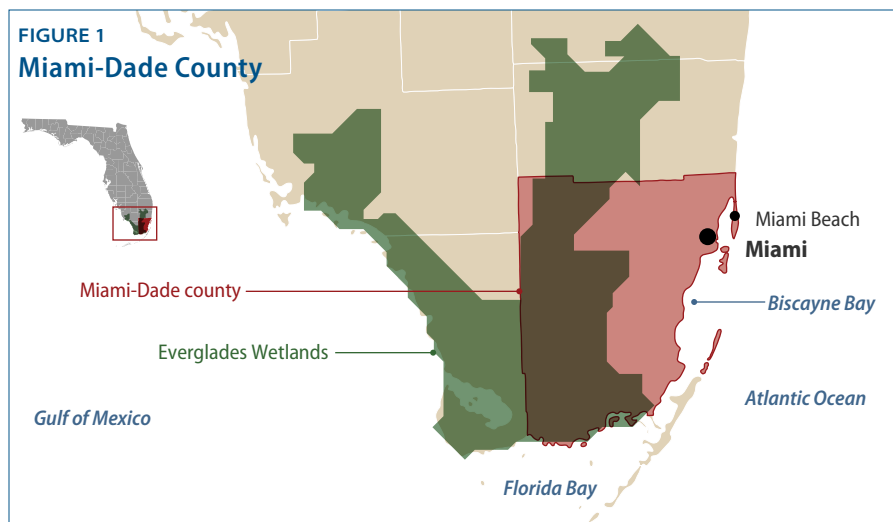 FIGURE 1
Miami-Dade County
Miami Beach
Miami
Miami-Dade county
Biscayne Bay
Everglades Wetlands
Atlantic Ocean
Gulf of Mexico
Florida Bay